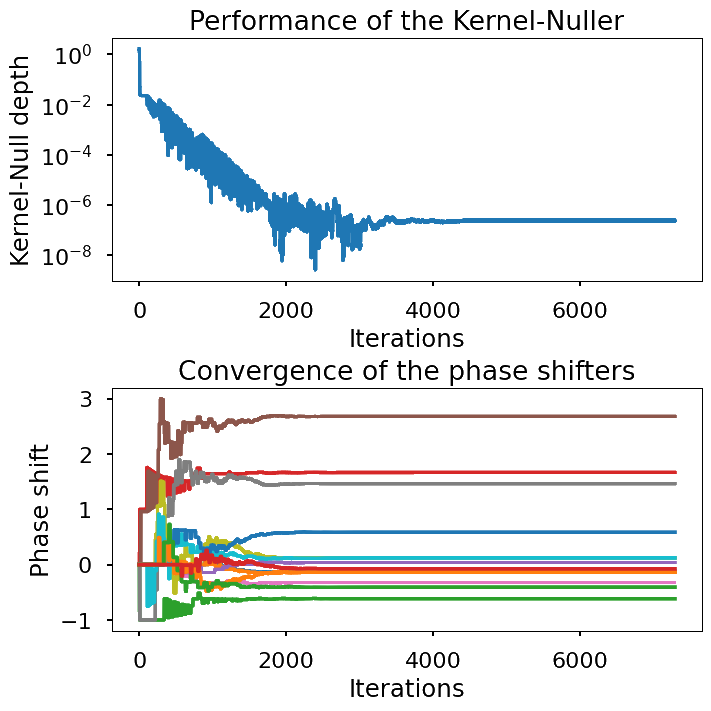 Performance of the Kernel-Nuller
Kernel-Null depth
10⁰
10⁻²
10⁻⁴
10⁻⁶
10⁻⁸
0 2000 4000 6000
Iterations
Convergence of the phase shifters
Phase shift
3
2
1
0
−1
0 2000 4000 6000
Iterations